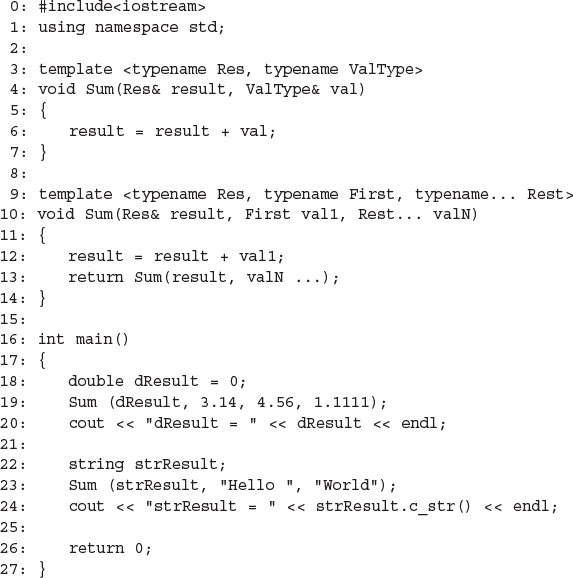 0: #include<iostream>
1: using namespace std;
2:
3: template <typename Res, typename ValType>
4: void Sum(Res& result, ValType& val)
5: {
6:    result = result + val;
7: }
8:
9: template <typename Res, typename First, typename... Rest>
10: void Sum(Res& result, First val1, Rest... valN)
11: {
12:    result = result + val1;
13:    return Sum(result, valN ...);
14: }
15:
16: int main()
17: {
18:    double dResult = 0;
19:    Sum (dResult, 3.14, 4.56, 1.1111);
20:    cout << "dResult = " << dResult << endl;
21:
22:    string strResult;
23:    Sum (strResult, "Hello ", "World");
24:    cout << "strResult = " << strResult.c_str() << endl;
25:
26:    return 0;
27: }